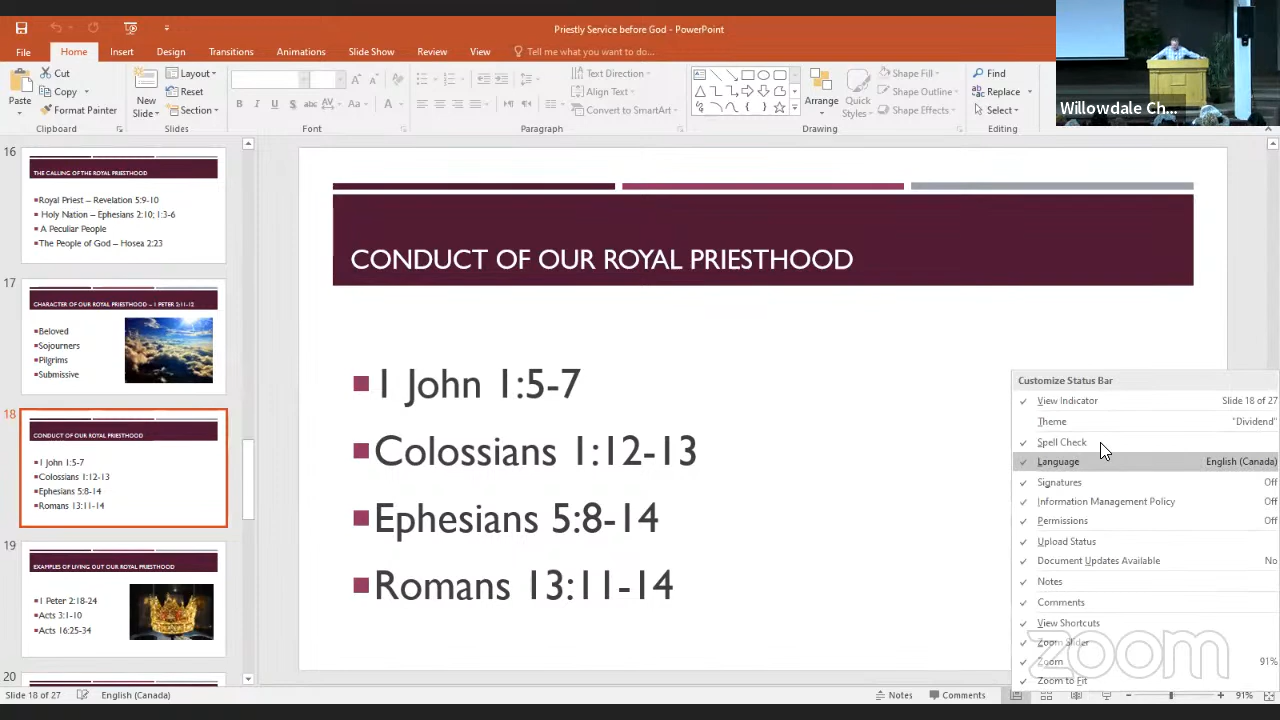 Priestly Service before God - PowerPoint
File Home Insert Design Transitions Animations Slide Show Review View Tell me what you want to do...
Paste
Cut
Copy
Format Painter
Clipboard
New Slide
Layout
Reset
Section
Slides
Font
Text Direction
Align Text
Convert to SmartArt
Paragraph
Arrange
Quick Styles
Shape Fill
Shape Outline
Shape Effects
Drawing
Find
Replace
Select
Editing
Willowdale Ch...
16
THE CALLING OF THE ROYAL PRIESTHOOD
Royal Priest – Revelation 5:9-10
Holy Nation – Ephesians 2:10; 1:3-6
A Peculiar People
The People of God – Hosea 2:23
17
CHARACTER OF OUR ROYAL PRIESTHOOD – 1 PETER 2:11-12
Beloved
Sojourners
Pilgrims
Submissive
18
CONDUCT OF OUR ROYAL PRIESTHOOD
1 John 1:5-7
Colossians 1:12-13
Ephesians 5:8-14
Romans 13:11-14
19
EXAMPLES OF LIVING OUT OUR ROYAL PRIESTHOOD
1 Peter 2:18-24
Acts 3:1-10
Acts 16:25-34
20
CONDUCT OF OUR ROYAL PRIESTHOOD
1 John 1:5-7
Colossians 1:12-13
Ephesians 5:8-14
Romans 13:11-14
Customize Status Bar
View Indicator Slide 18 of 27
Theme "Dividend"
Spell Check
Language English (Canada)
Signatures Off
Information Management Policy Off
Permissions Off
Upload Status
Document Updates Available No
Notes
Comments
View Shortcuts
Zoom Slider
Zoom 91%
Zoom to Fit
zoom
Slide 18 of 27 English (Canada) Notes Comments 91%